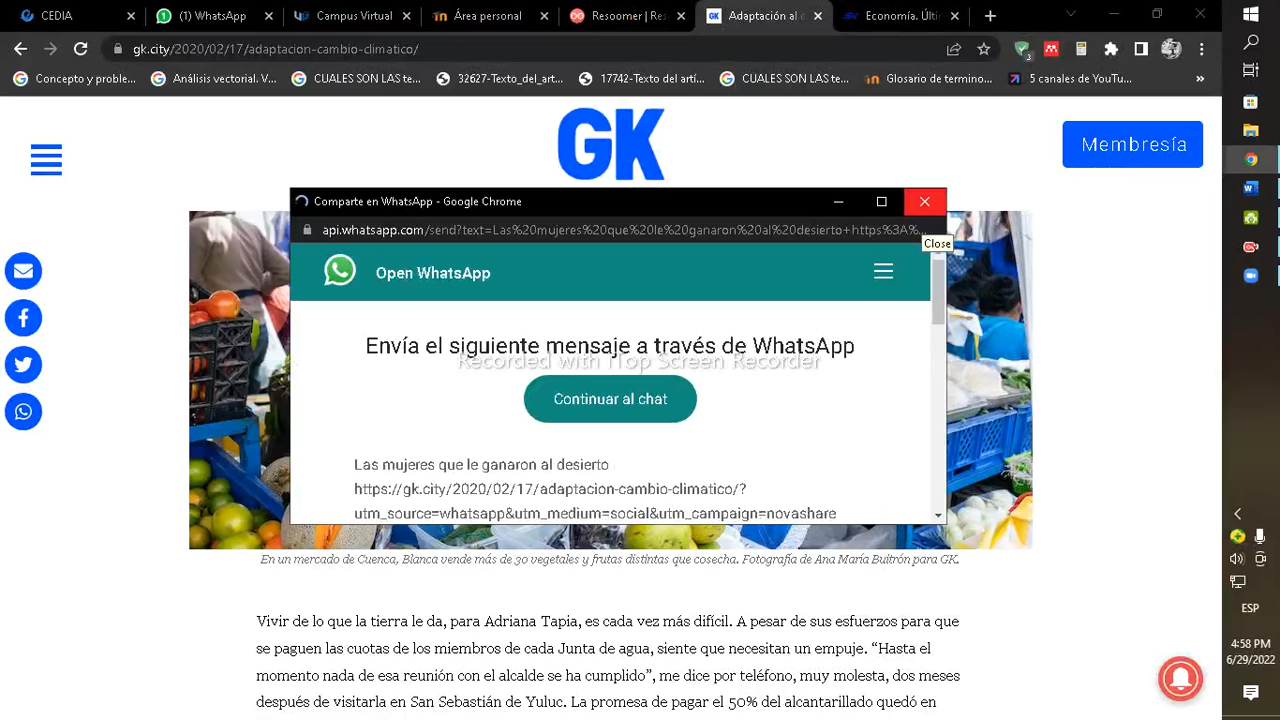 CEDIA
(1) WhatsApp
Campus Virtual
Área personal
Resoomer | Res
Adaptación al c
Economía. Últir
gk.city/2020/02/17/adaptacion-cambio-climatico/
3
Concepto y proble...
Análisis vectorial. V...
CUALES SON LAS te...
32627-Texto_del_ar...
17742-Texto del artí...
CUALES SON LAS te...
Glosario de termino...
5 canales de YouTu...
»
GK
Membresía
Comparte en WhatsApp - Google Chrome
api.whatsapp.com/send?text=Las%20mujeres%20que%20le%20ganaron%20al%20desierto+https%3A%...
Close
Open WhatsApp
Envía el siguiente mensaje a través de WhatsApp
Recorded with iTop Screen Recorder
Continuar al chat
Las mujeres que le ganaron al desierto
https://gk.city/2020/02/17/adaptacion-cambio-climatico/?
utm_source=whatsapp&utm_medium=social&utm_campaign=novashare
En un mercado de Cuenca, Blanca vende más de 30 vegetales y frutas distintas que cosecha. Fotografía de Ana María Buitrón para GK.
Vivir de lo que la tierra le da, para Adriana Tapia, es cada vez más difícil. A pesar de sus esfuerzos para que
se paguen las cuotas de los miembros de cada Junta de agua, siente que necesitan un empuje. “Hasta el
momento nada de esa reunión con el alcalde se ha cumplido”, me dice por teléfono, muy molesta, dos meses
después de visitarla en San Sebastián de Yuluc. La promesa de pagar el 50% del alcantarillado quedó en
ESP
4:58 PM
6/29/2022